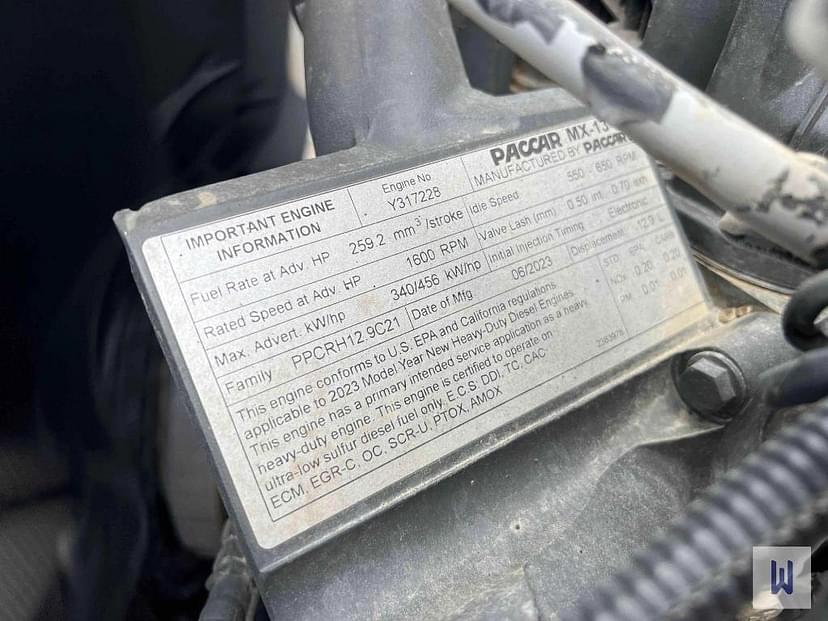 IMPORTANT ENGINE
INFORMATION
Engine No
Y317228
PACCAR MX-13
MANUFACTURED BY PACCAR
Fuel Rate at Adv. HP 259.2 mm³/stroke Idle Speed 550 - 650 RPM
Rated Speed at Adv. HP 1600 RPM Valve Lash (mm) 0.50 int 0.70 exh
Max. Advert. kW/hp 340/456 kW/hp Initial Injection Timing Electronic
Family PPCRH12.9C21 Date of Mfg 06/2023 Displacement 12.9 L
This engine conforms to U.S. EPA and California regulations
applicable to 2023 Model Year New Heavy-Duty Diesel Engines.
This engine has a primary intended service application as a heavy
heavy-duty engine. This engine is certified to operate on
ultra-low sulfur diesel fuel only. E.C.S. DDI, TC, CAC,
ECM, EGR-C, OC, SCR-U, PTOX, AMOX
STD EPA CARB
NOx 0.20 0.20
PM 0.01 0.01
2383978
W